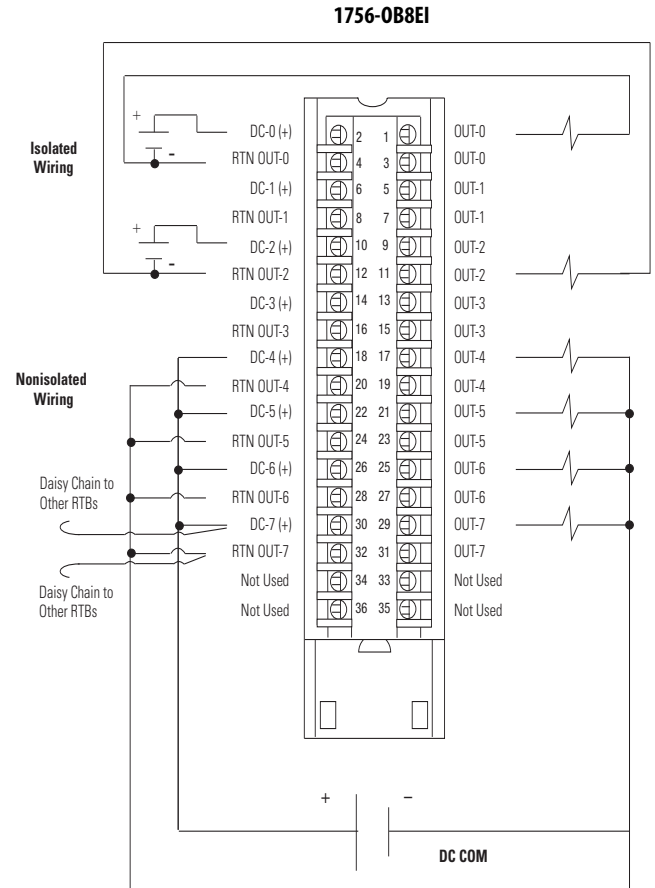 1756-OB8EI
Isolated
Wiring
+
-
+
-
DC-0 (+) 2 1 OUT-0
RTN OUT-0 4 3 OUT-0
DC-1 (+) 6 5 OUT-1
RTN OUT-1 8 7 OUT-1
DC-2 (+) 10 9 OUT-2
RTN OUT-2 12 11 OUT-2
DC-3 (+) 14 13 OUT-3
RTN OUT-3 16 15 OUT-3
DC-4 (+) 18 17 OUT-4
Nonisolated
Wiring
RTN OUT-4 20 19 OUT-4
DC-5 (+) 22 21 OUT-5
RTN OUT-5 24 23 OUT-5
DC-6 (+) 26 25 OUT-6
Daisy Chain to
Other RTBs
RTN OUT-6 28 27 OUT-6
DC-7 (+) 30 29 OUT-7
RTN OUT-7 32 31 OUT-7
Daisy Chain to
Other RTBs
Not Used 34 33 Not Used
Not Used 36 35 Not Used
+ –
DC COM